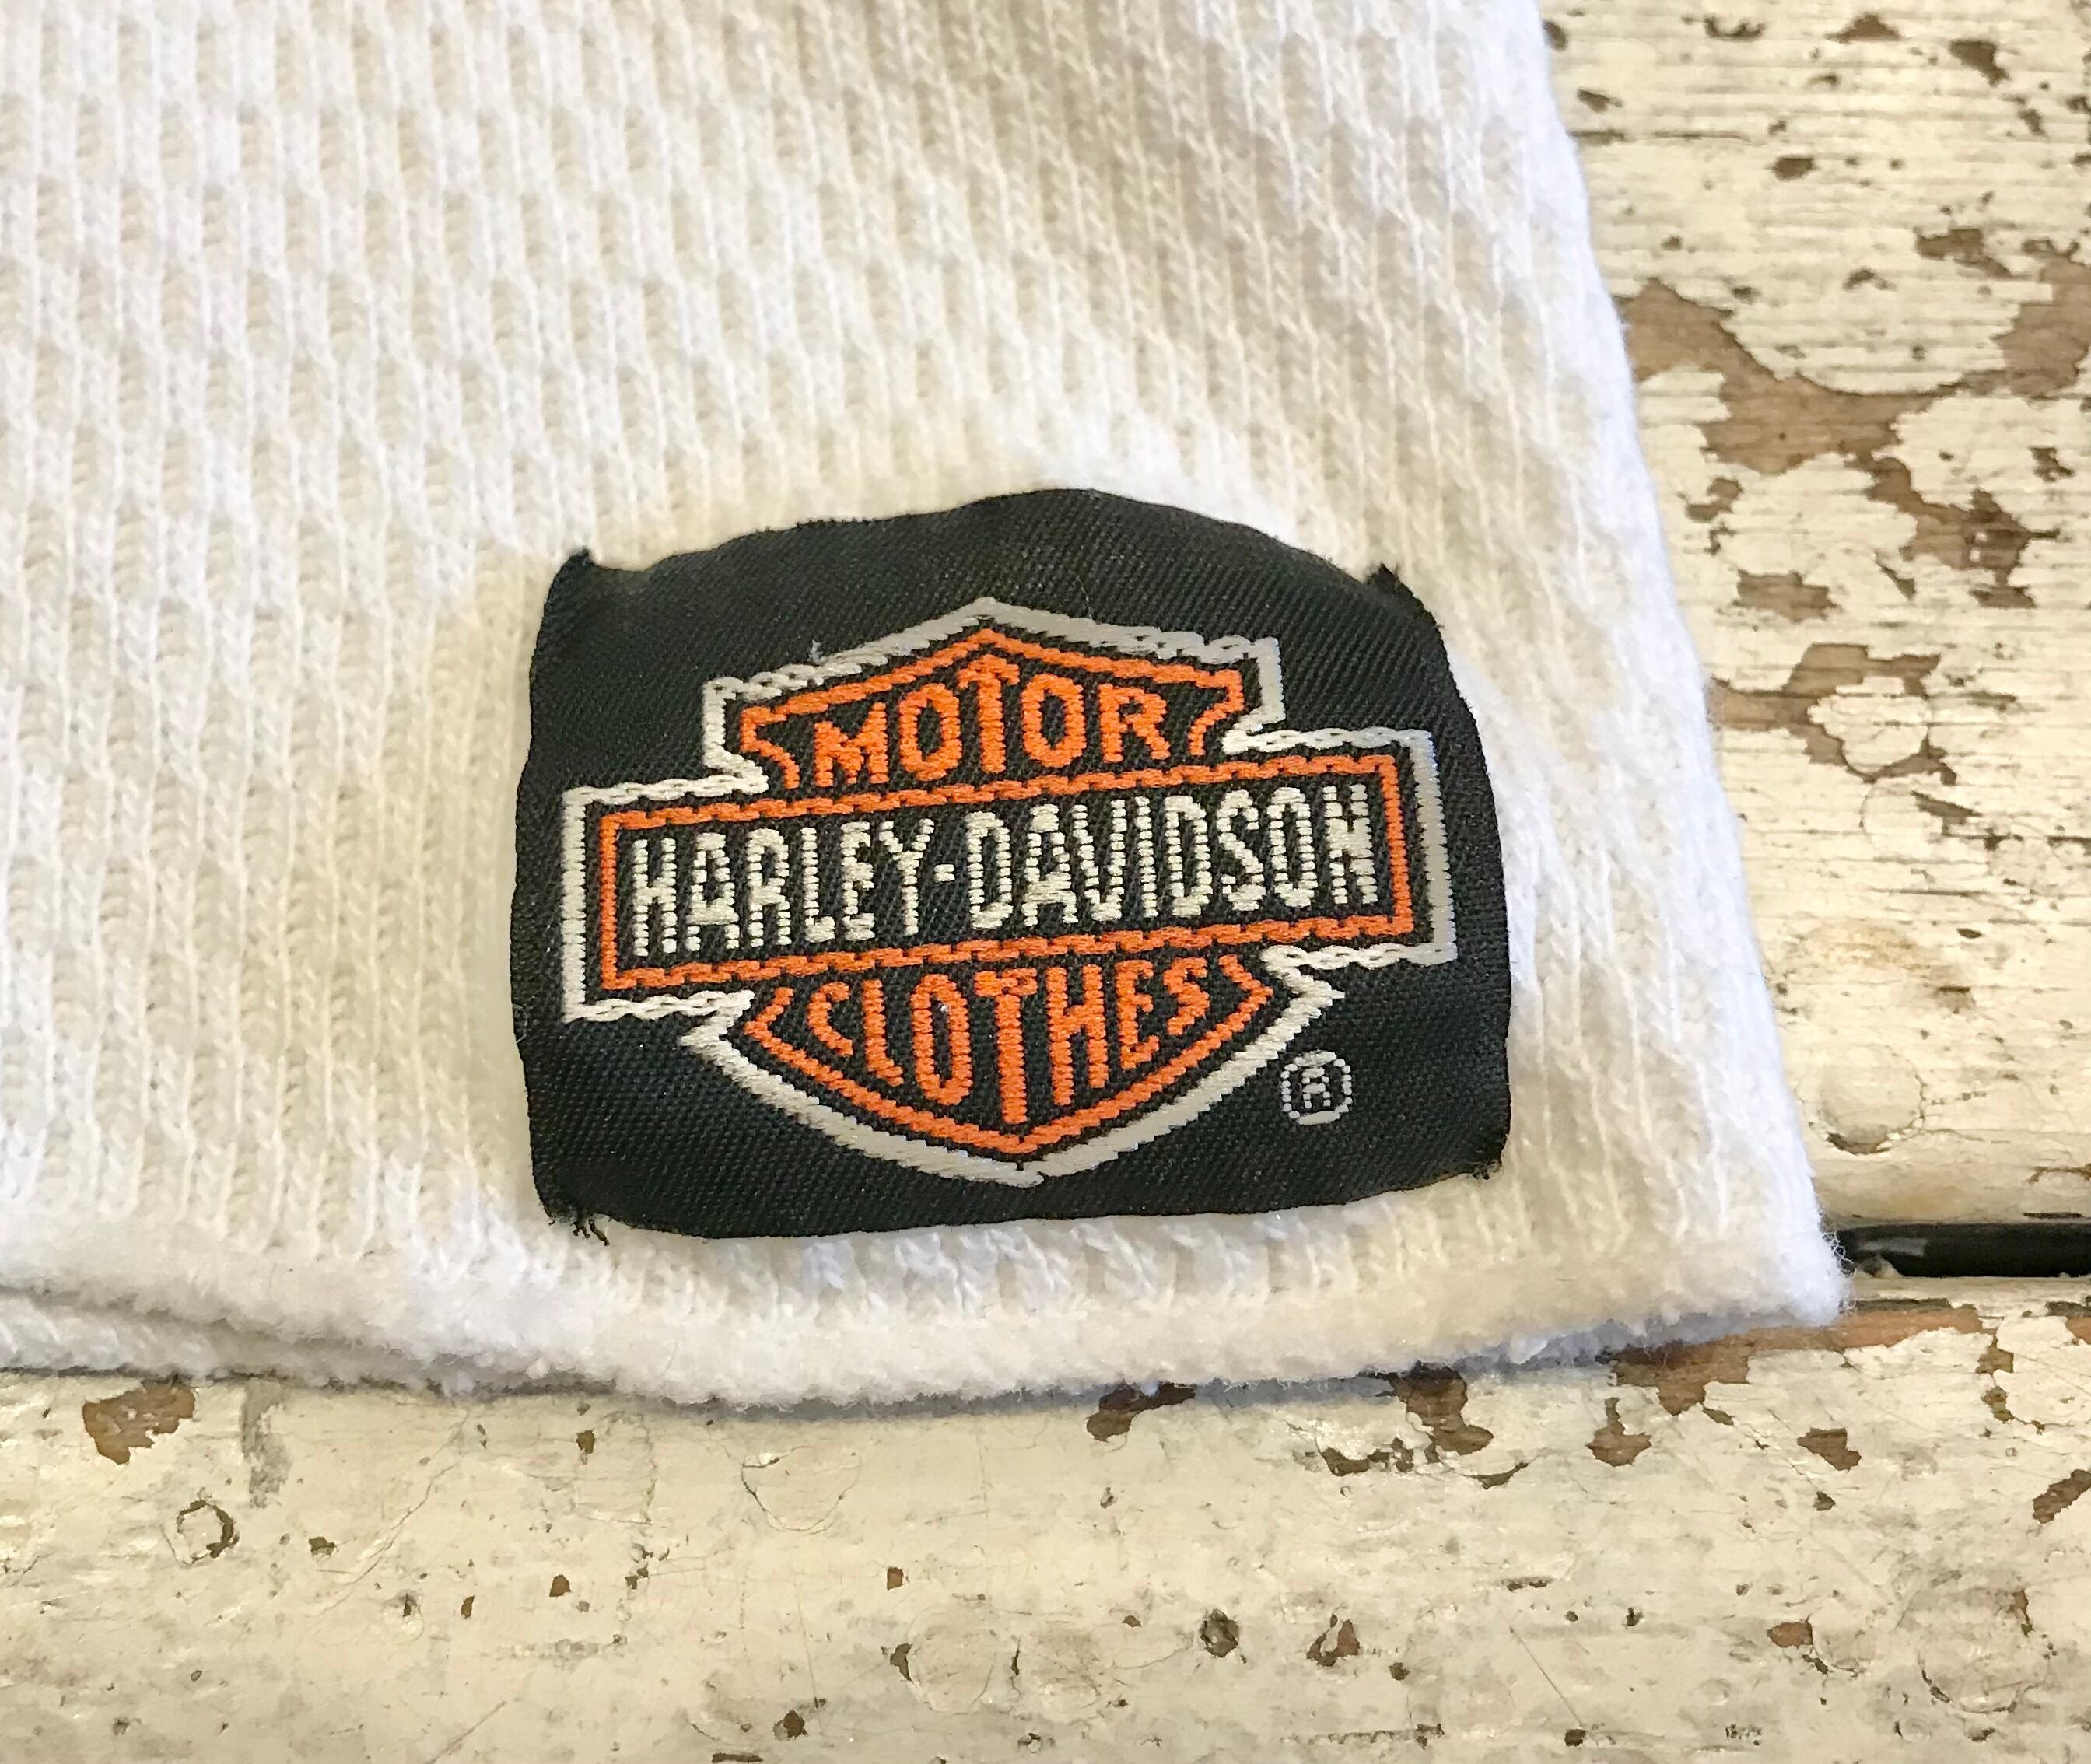 MOTOR
HARLEY-DAVIDSON
CLOTHES
®